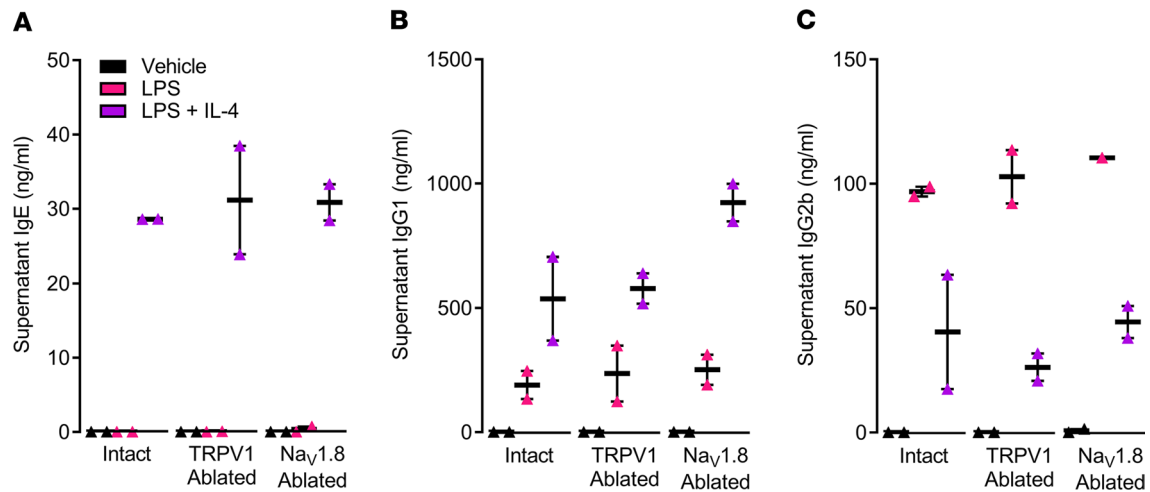 A
Supernatant IgE (ng/ml)
50
40
30
20
10
0
Vehicle
LPS
LPS + IL-4
Intact
TRPV1
Ablated
NaV1.8
Ablated
B
Supernatant IgG1 (ng/ml)
1500
1000
500
0
Intact
TRPV1
Ablated
NaV1.8
Ablated
C
Supernatant IgG2b (ng/ml)
150
100
50
0
Intact
TRPV1
Ablated
NaV1.8
Ablated